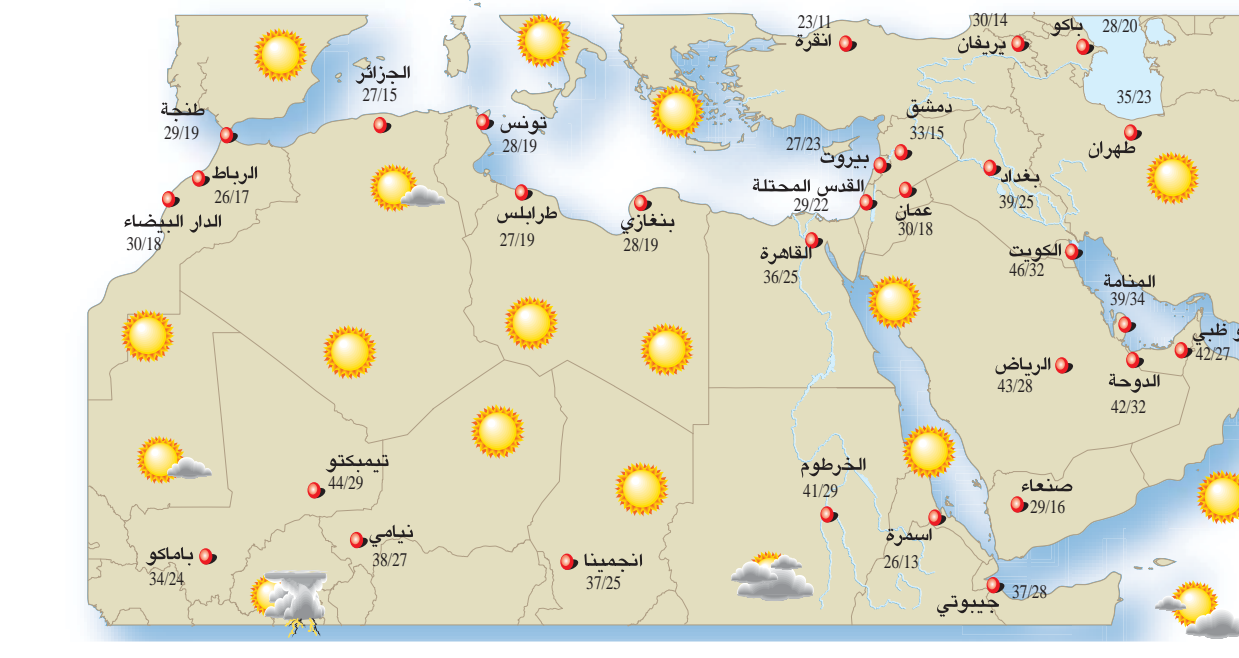 23/11
انقرة
30/14
يريفان
باكو
28/20
35/23
طهران
الجزائر
27/15
طنجة
29/19
تونس
28/19
دمشق
33/15
27/23
بيروت
الرباط
26/17
القدس المحتلة
29/22
بغداد
39/25
عمان
30/18
الدار البيضاء
30/18
طرابلس
27/19
بنغازي
28/19
القاهرة
36/25
الكويت
46/32
المنامة
39/34
و ظبي
42/27
الرياض
43/28
الدوحة
42/32
تيمبكتو
44/29
الخرطوم
41/29
صنعاء
29/16
نيامي
38/27
اسمرة
26/13
باماكو
34/24
انجمينا
37/25
37/28
جيبوتي